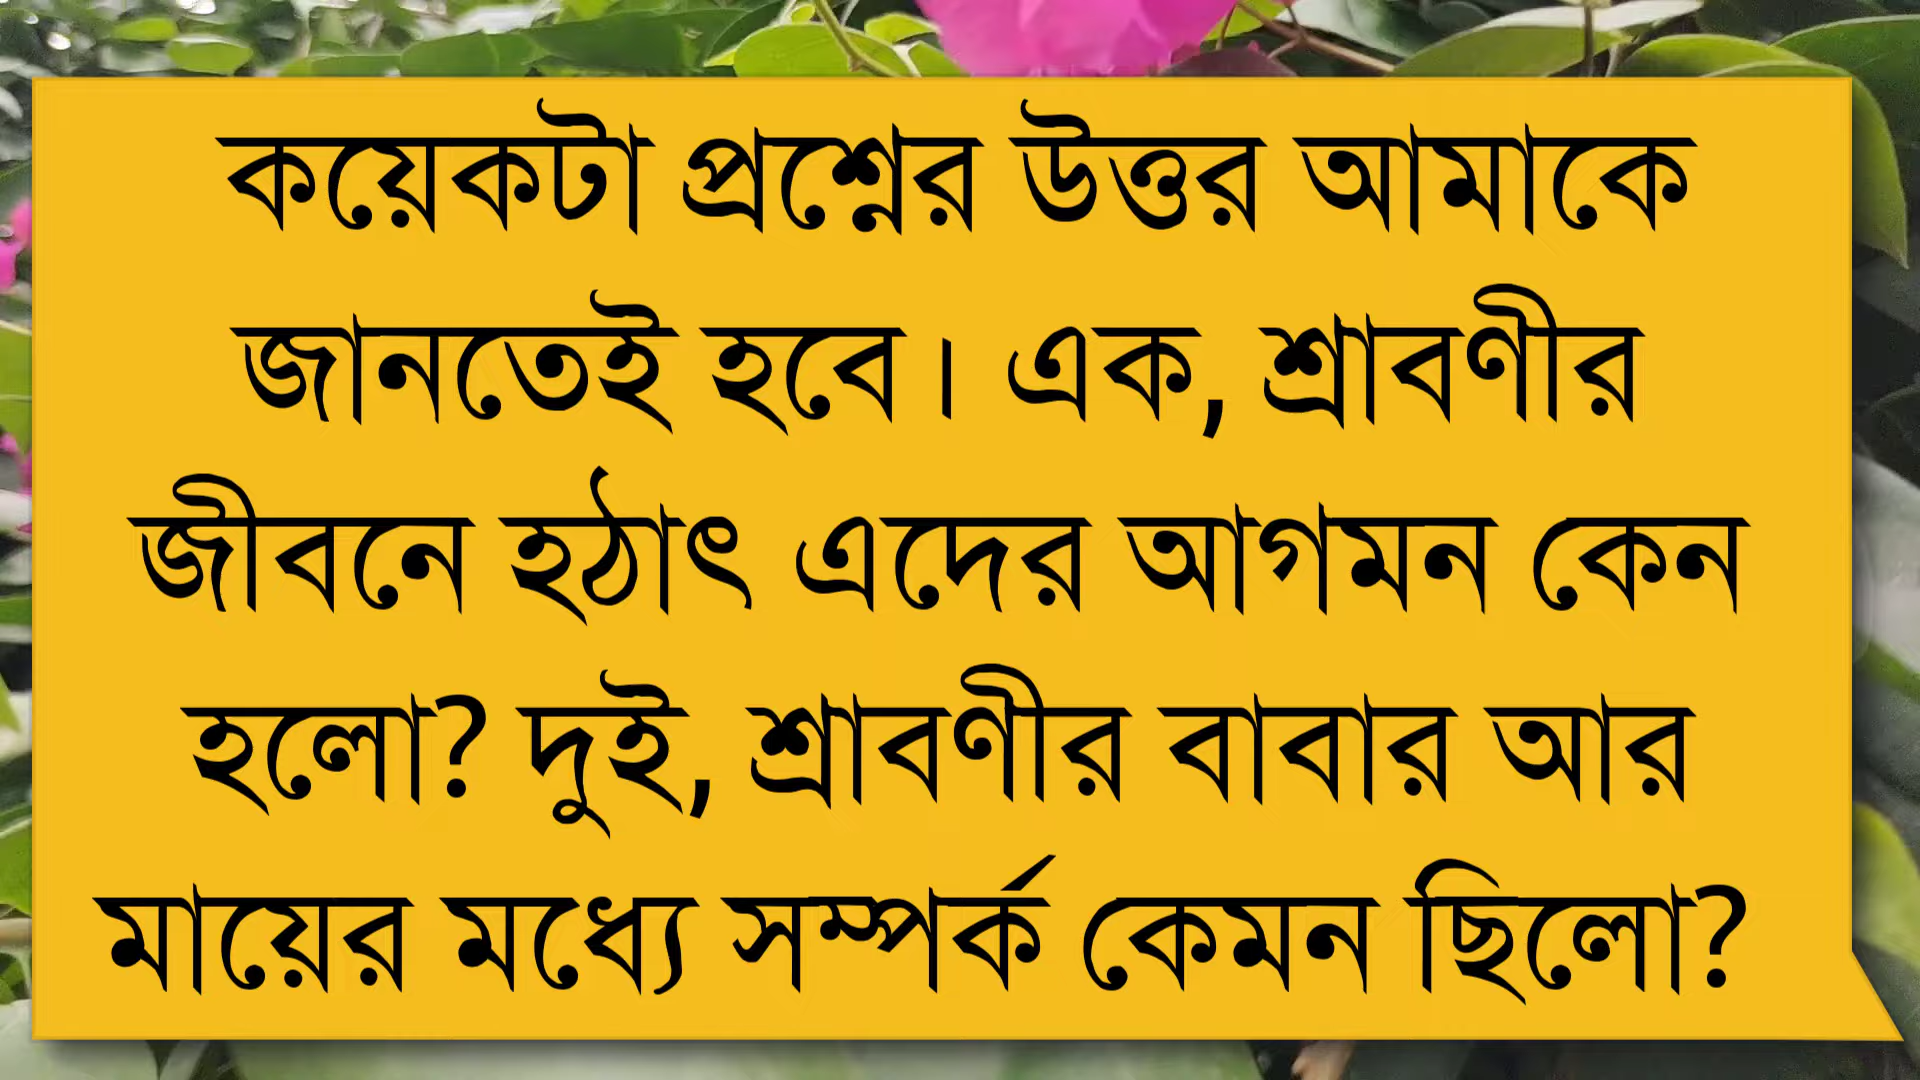 কয়েকটা প্রশ্নের উত্তর আমাকে
জানতেই হবে। এক, শ্রাবণীর
জীবনে হঠাৎ এদের আগমন কেন
হলো? দুই, শ্রাবণীর বাবার আর
মায়ের মধ্যে সম্পর্ক কেমন ছিলো?